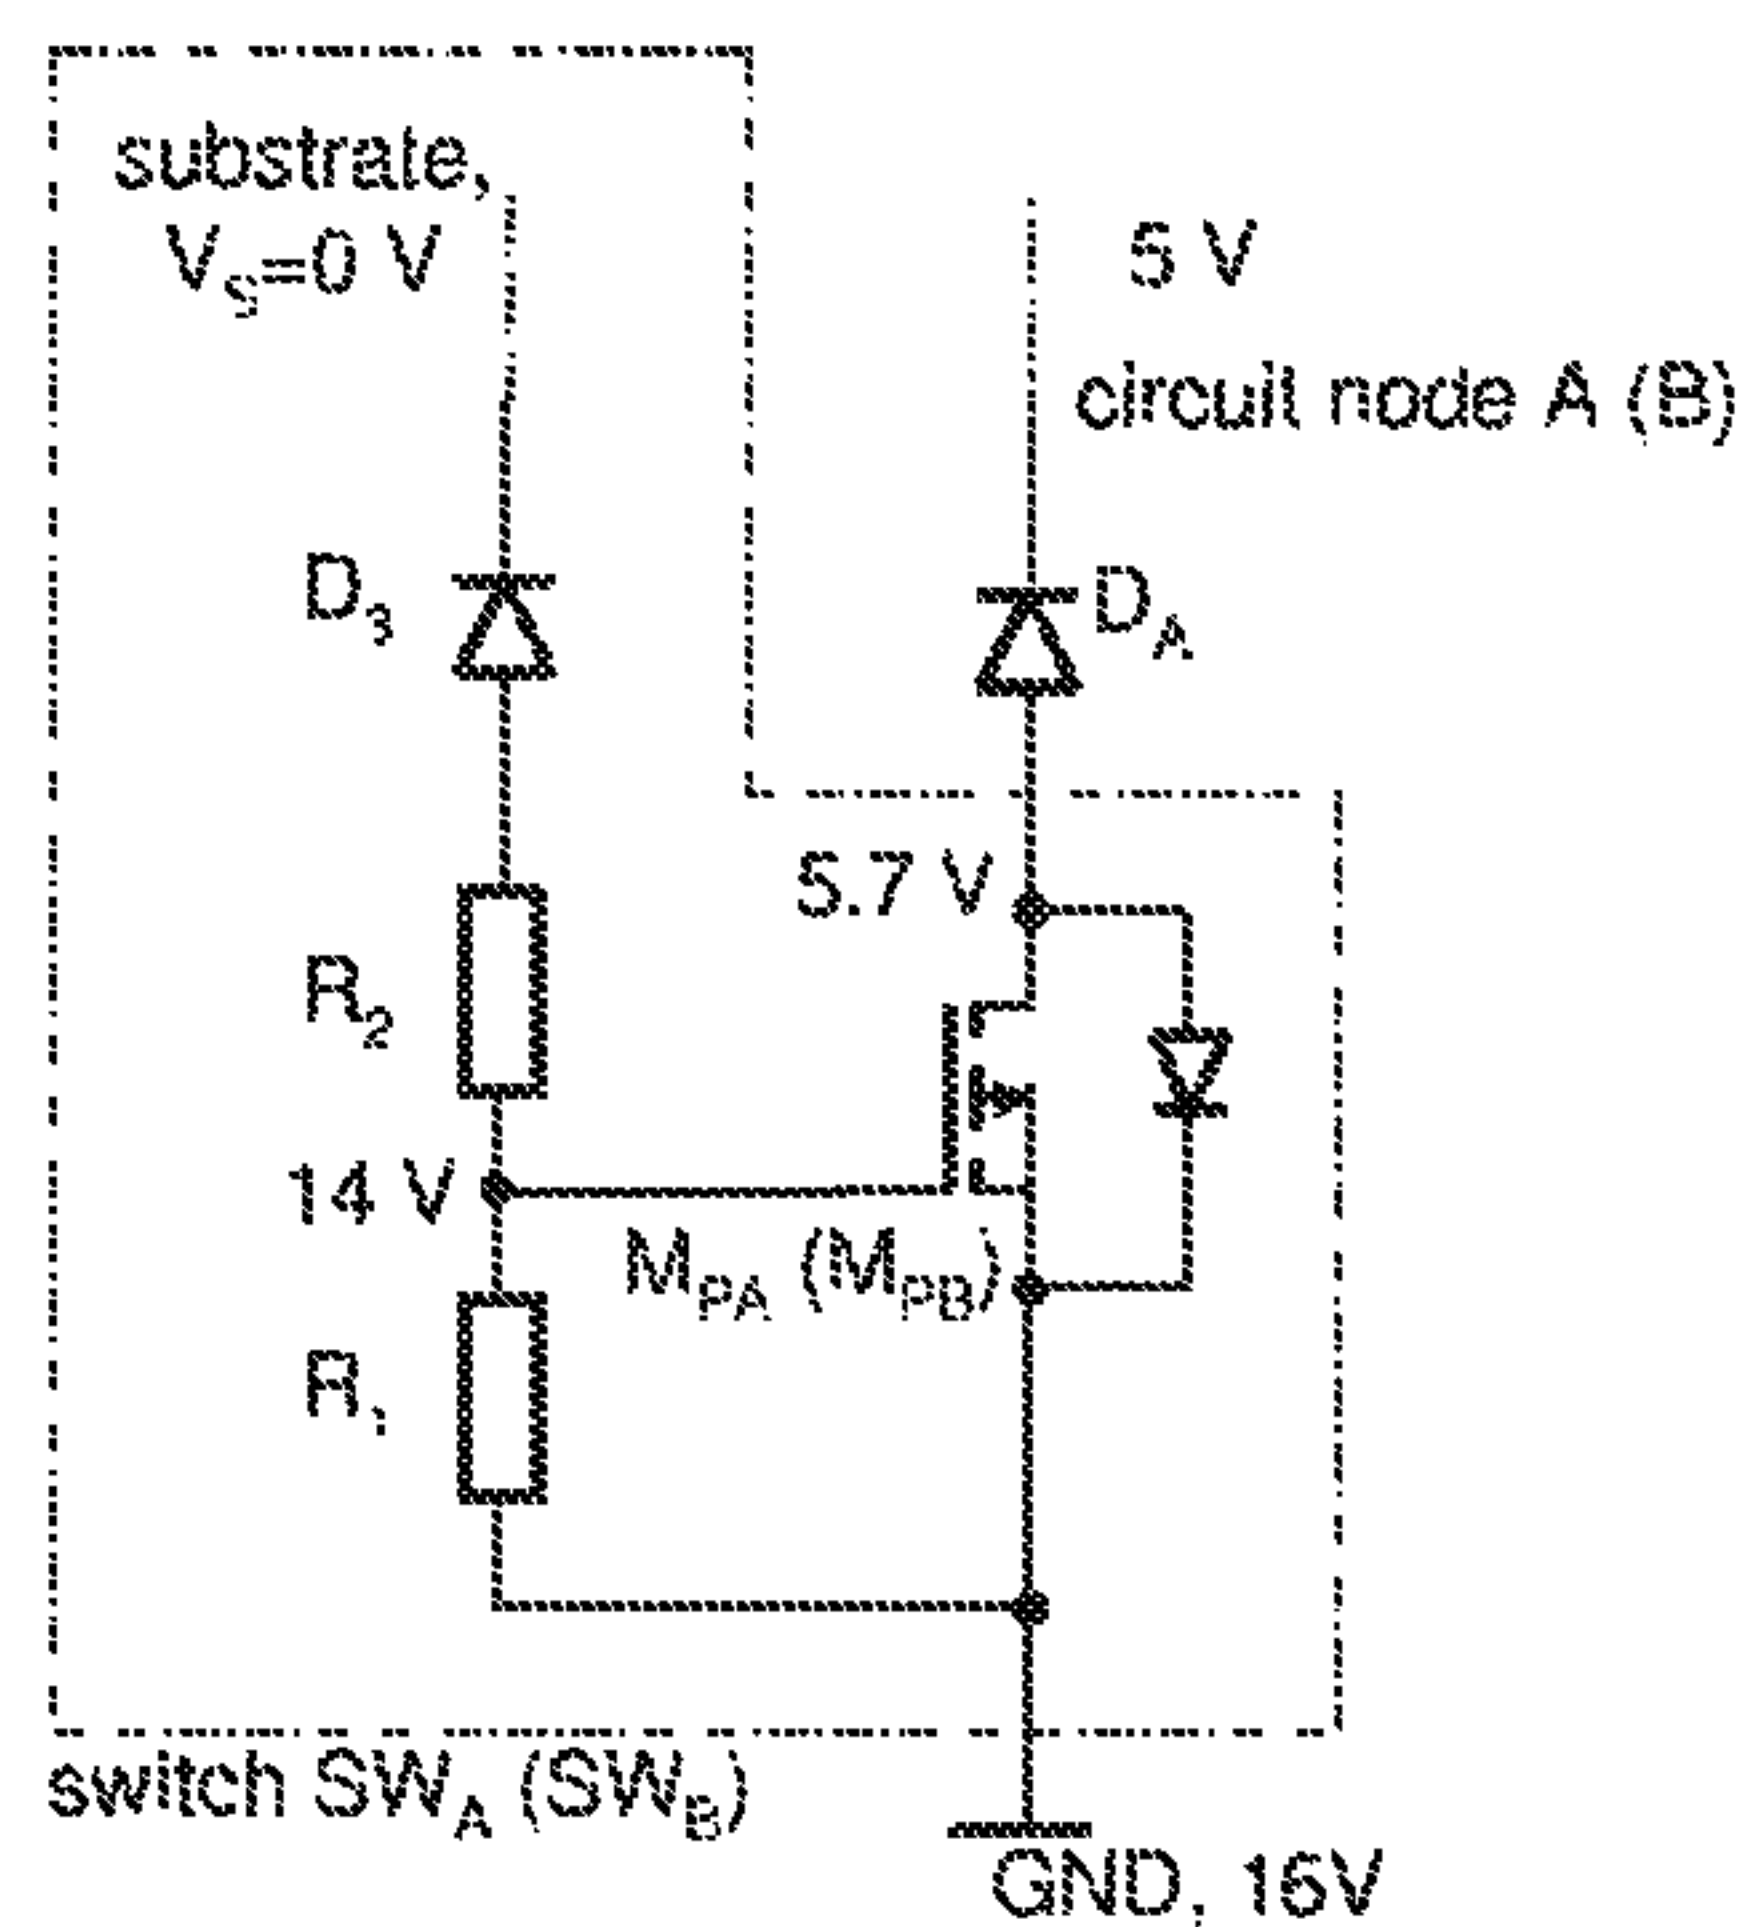 substrate,
V_S=0 V
5 V
circuit node A (B)
D_3
D_A
5.7 V
R_2
14 V
M_PA (M_PB)
R_1
switch SW_A (SW_B)
GND, 16V